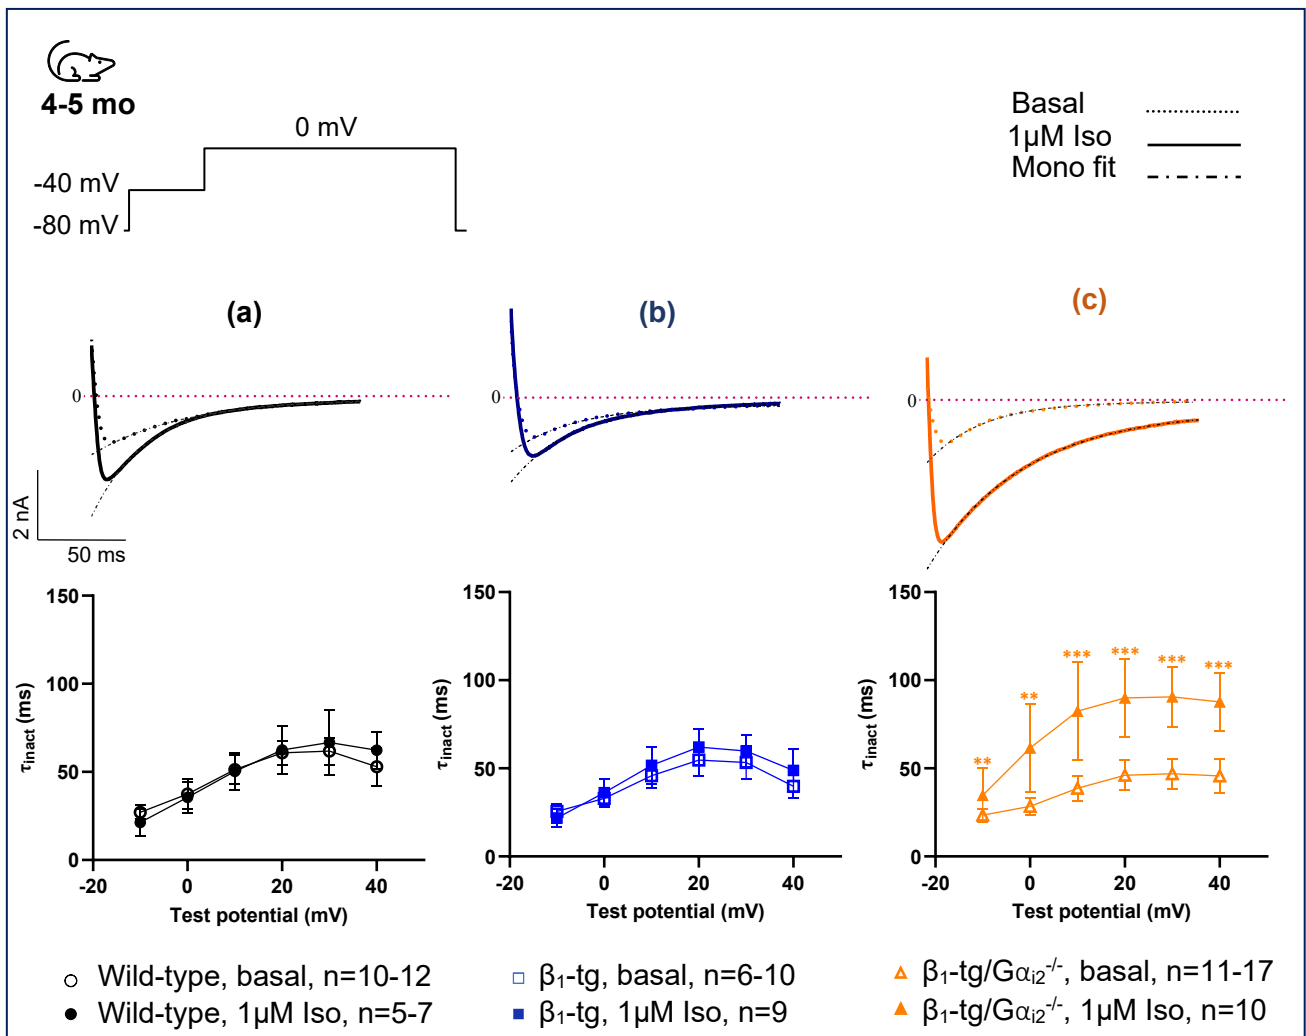 4-5 mo
0 mV
-40 mV
-80 mV
Basal
1µM Iso
Mono fit
(a)
(b)
(c)
0
0
0
2 nA
50 ms
150
100
50
0
-20 0 20 40
τinact (ms)
Test potential (mV)
150
100
50
0
-20 0 20 40
τinact (ms)
Test potential (mV)
150
100
50
0
-20 0 20 40
τinact (ms)
Test potential (mV)
** ** *** *** *** ***
Wild-type, basal, n=10-12
Wild-type, 1µM Iso, n=5-7
β₁-tg, basal, n=6-10
β₁-tg, 1µM Iso, n=9
β₁-tg/Gαi2⁻/⁻, basal, n=11-17
β₁-tg/Gαi2⁻/⁻, 1µM Iso, n=10